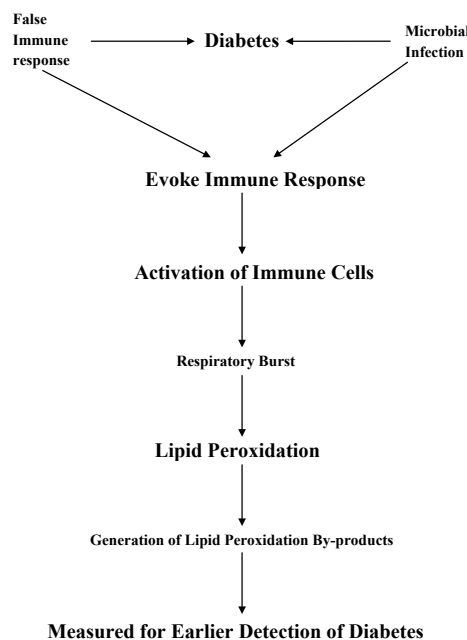 False
Immune
response
Diabetes
Microbial
Infection
Evoke Immune Response
Activation of Immune Cells
Respiratory Burst
Lipid Peroxidation
Generation of Lipid Peroxidation By-products
Measured for Earlier Detection of Diabetes